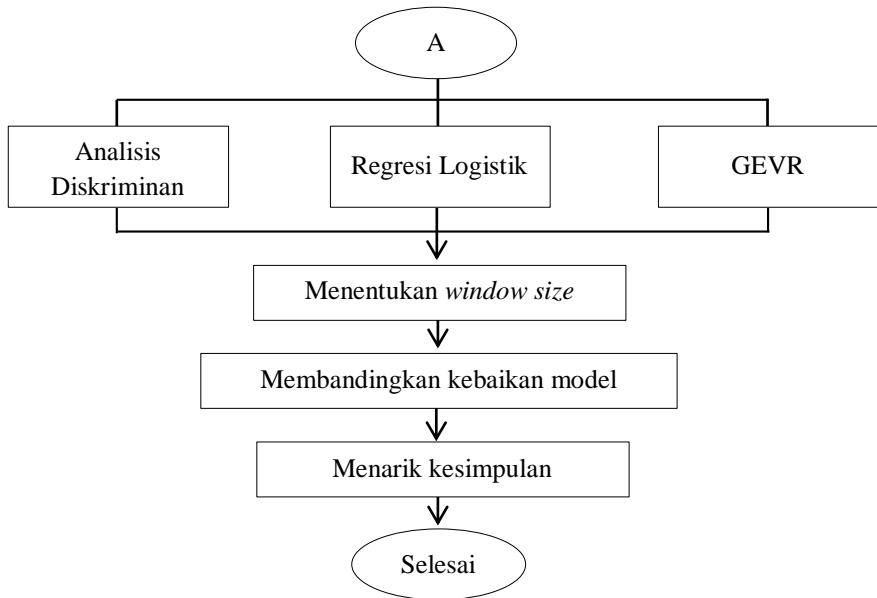 A
Analisis
Diskriminan
Regresi Logistik
GEVR
Menentukan window size
Membandingkan kebaikan model
Menarik kesimpulan
Selesai